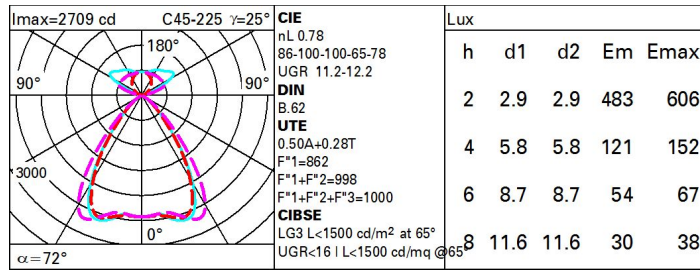 Imax=2709 cd C45-225 γ=25°
180°
90° 90°
3000
0°
α=72°
CIE
nL 0.78
86-100-100-65-78
UGR 11.2-12.2
DIN
B.62
UTE
0.50A+0.28T
F"1=862
F"1+F"2=998
F"1+F"2+F"3=1000
CIBSE
LG3 L<1500 cd/m² at 65°
UGR<16 | L<1500 cd/mq @65°
Lux
h d1 d2 Em Emax
2 2.9 2.9 483 606
4 5.8 5.8 121 152
6 8.7 8.7 54 67
8 11.6 11.6 30 38